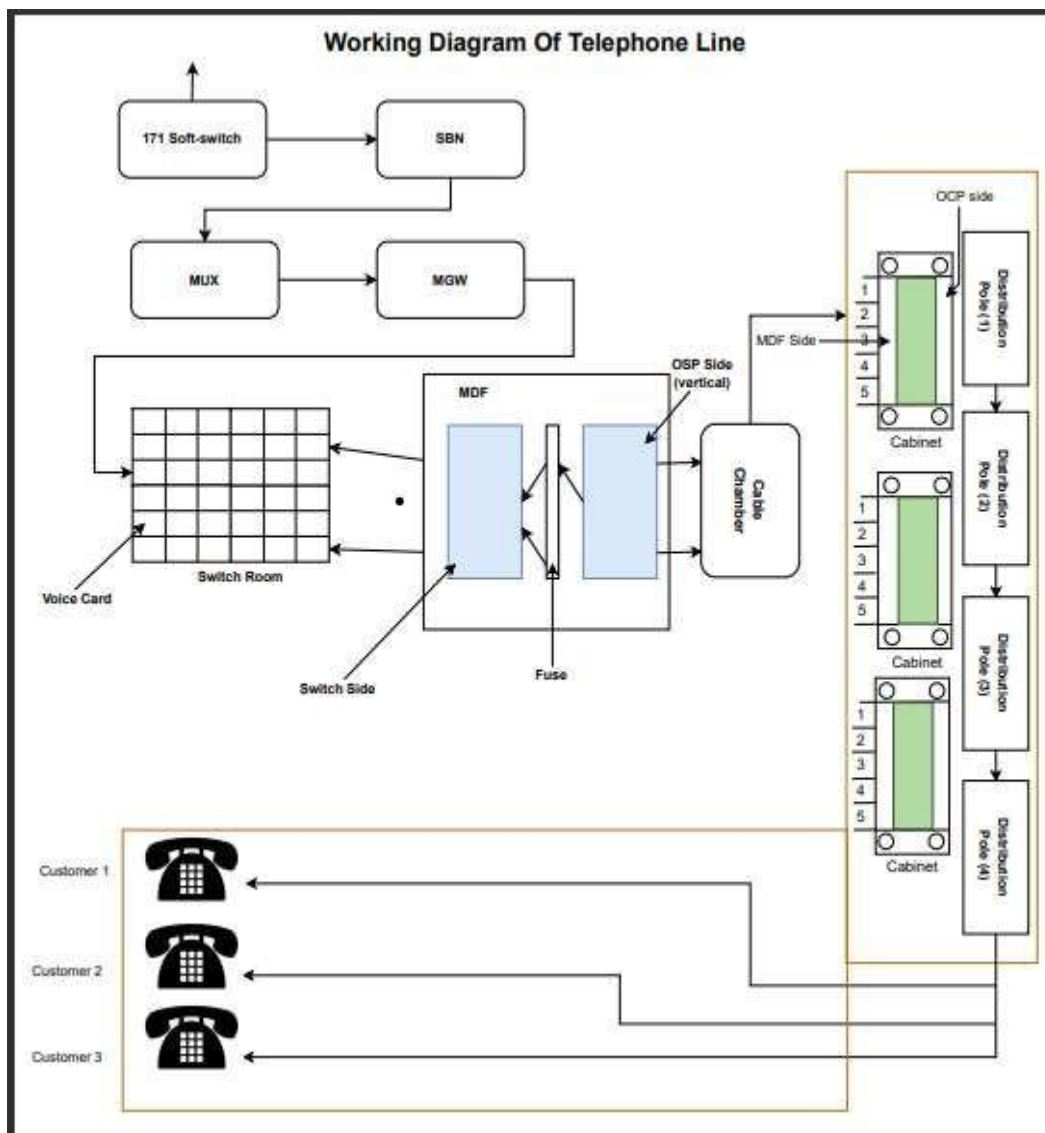 Working Diagram Of Telephone Line
171 Soft-switch
SBN
MUX
MGW
OCP side
Distribution
Pole (1)
1
2
3
4
5
MDF Side
Cabinet
OSP Side
(vertical)
MDF
Cable
Chamber
Distribution
Pole (2)
1
2
3
4
5
Cabinet
Switch Room
Voice Card
Switch Side
Fuse
Distribution
Pole (3)
1
2
3
4
5
Cabinet
Distribution
Pole (4)
Customer 1
Customer 2
Customer 3